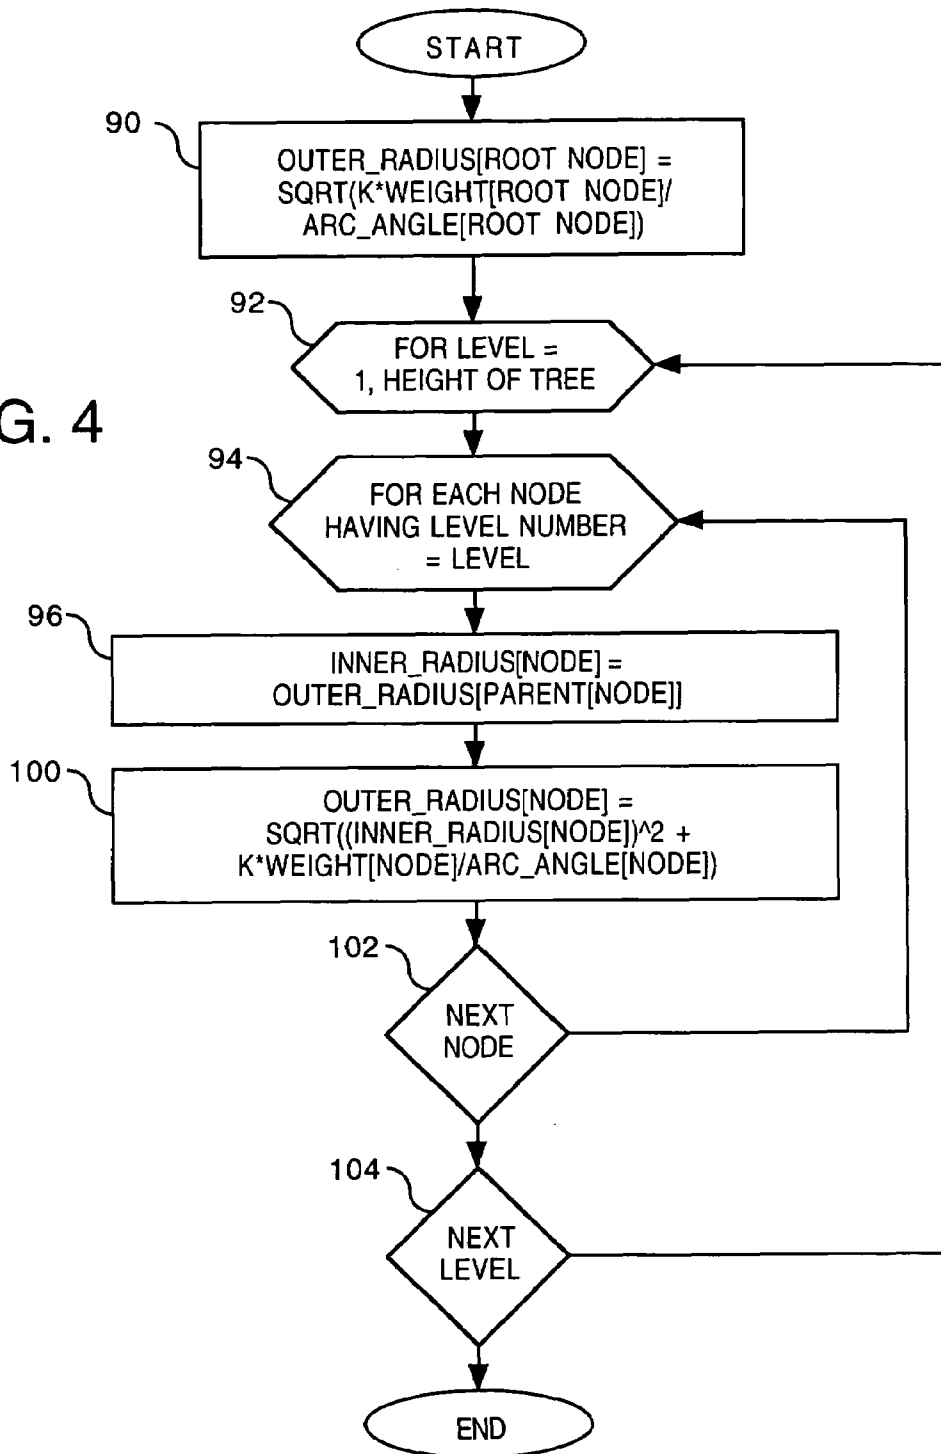 START
90
OUTER_RADIUS[ROOT NODE] =
SQRT(K*WEIGHT[ROOT NODE]/
ARC_ANGLE[ROOT NODE])
92
FOR LEVEL =
1, HEIGHT OF TREE
G. 4
94
FOR EACH NODE
HAVING LEVEL NUMBER
= LEVEL
96
INNER_RADIUS[NODE] =
OUTER_RADIUS[PARENT[NODE]]
100
OUTER_RADIUS[NODE] =
SQRT((INNER_RADIUS[NODE])^2 +
K*WEIGHT[NODE]/ARC_ANGLE[NODE])
102
NEXT
NODE
104
NEXT
LEVEL
END